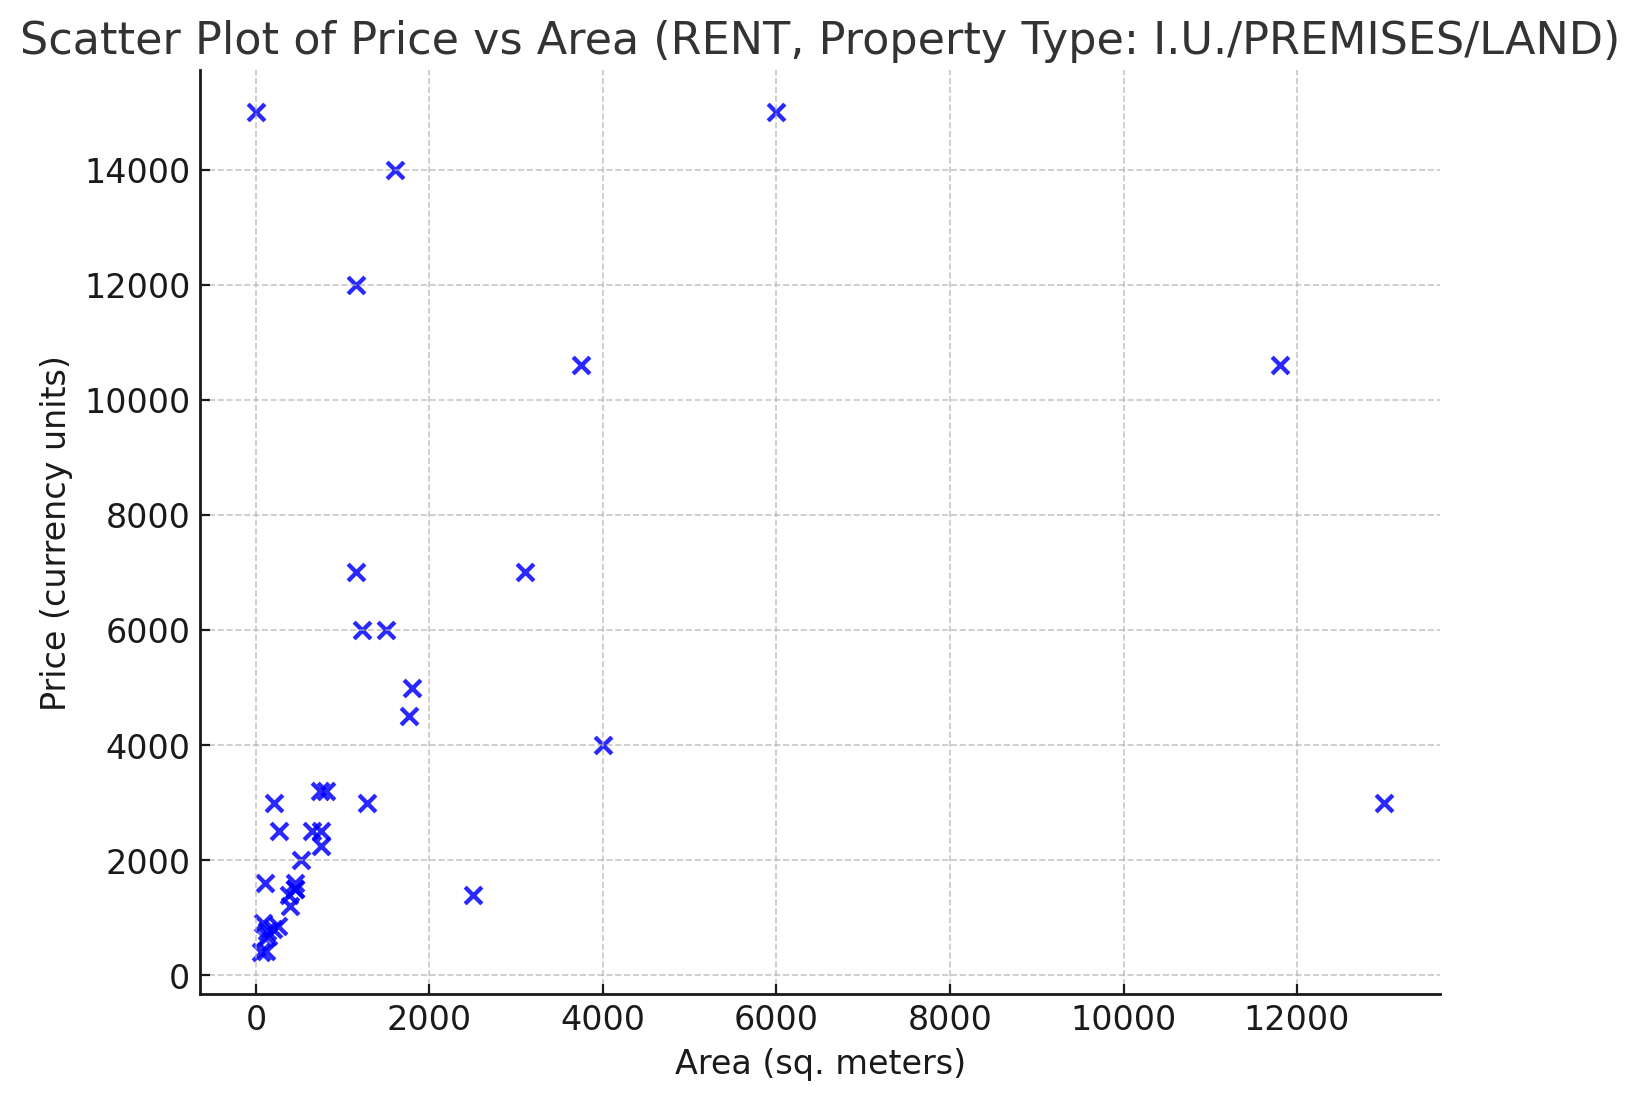 Scatter Plot of Price vs Area (RENT, Property Type: I.U./PREMISES/LAND)
14000
12000
10000
8000
6000
4000
2000
0
Price (currency units)
0 2000 4000 6000 8000 10000 12000
Area (sq. meters)